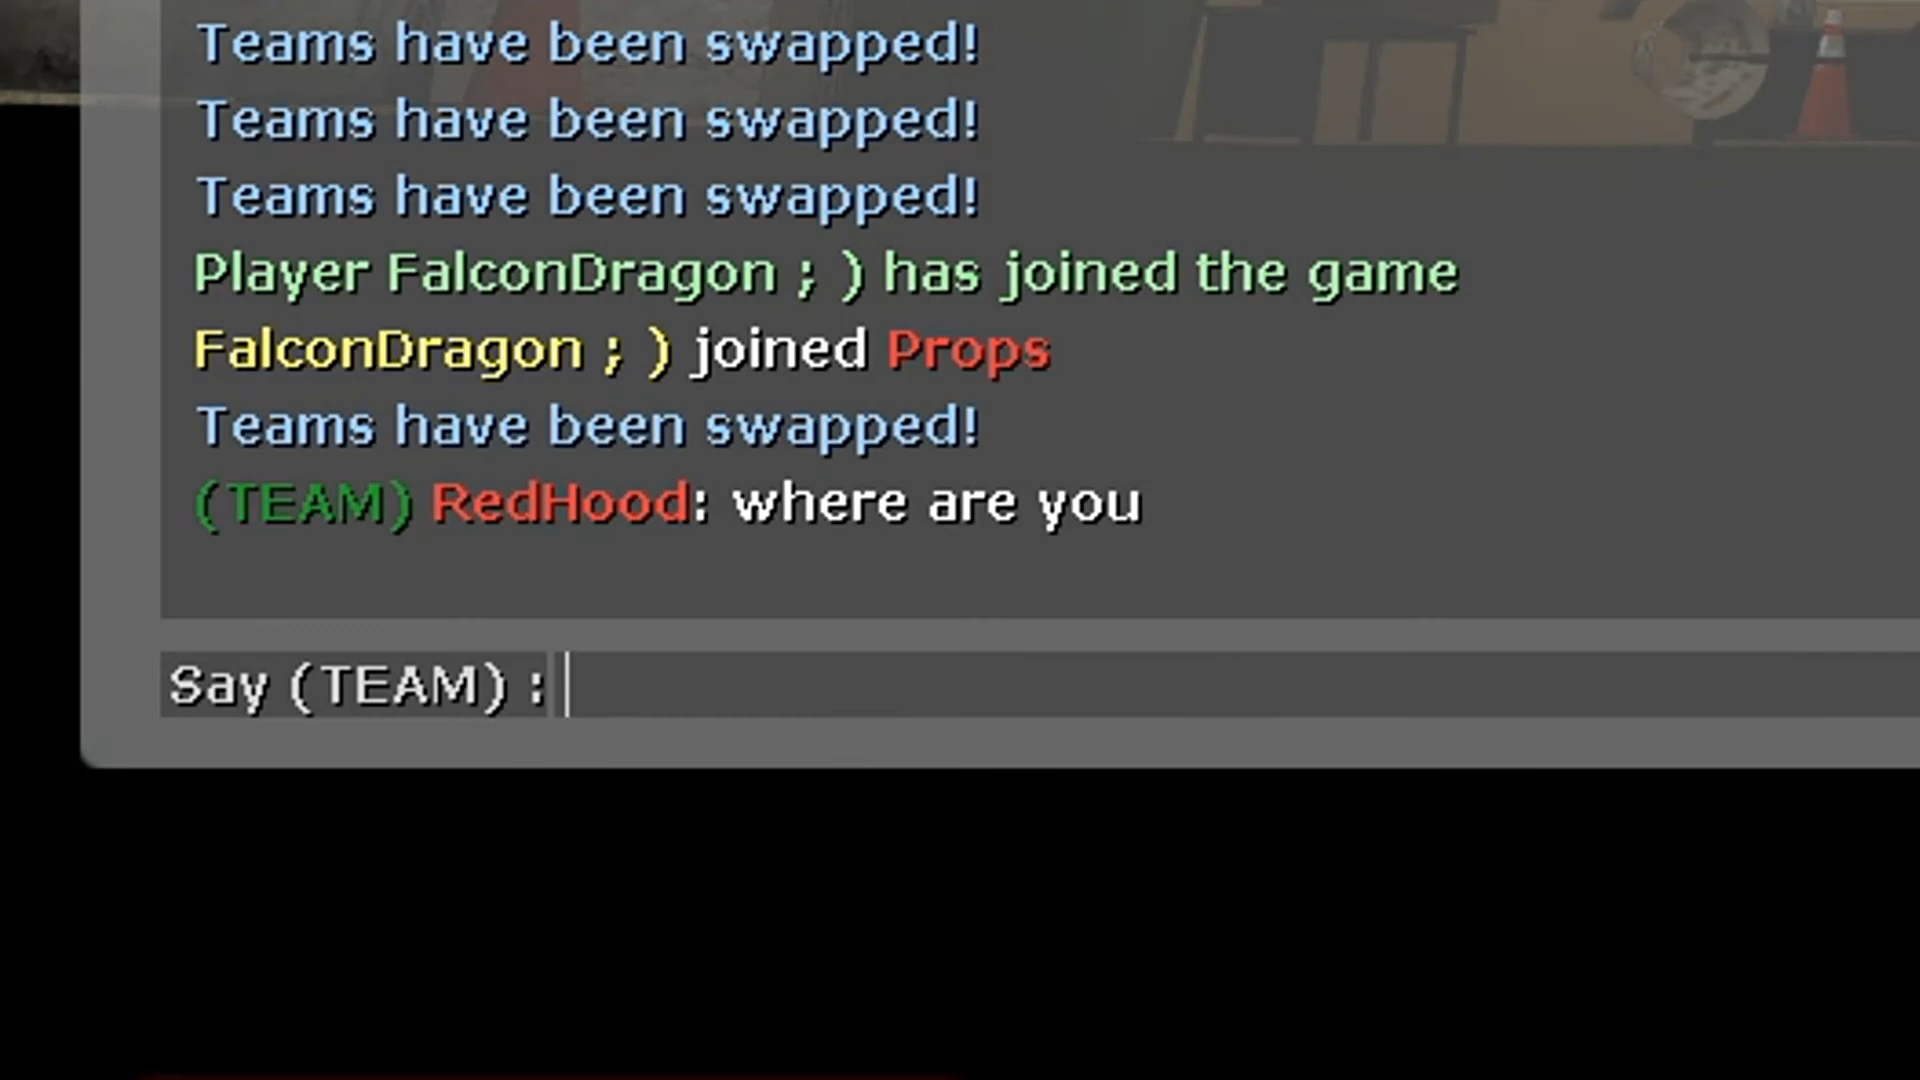 Teams have been swapped!
Teams have been swapped!
Teams have been swapped!
Player FalconDragon ; ) has joined the game
FalconDragon ; ) joined Props
Teams have been swapped!
(TEAM) RedHood: where are you
Say (TEAM) :